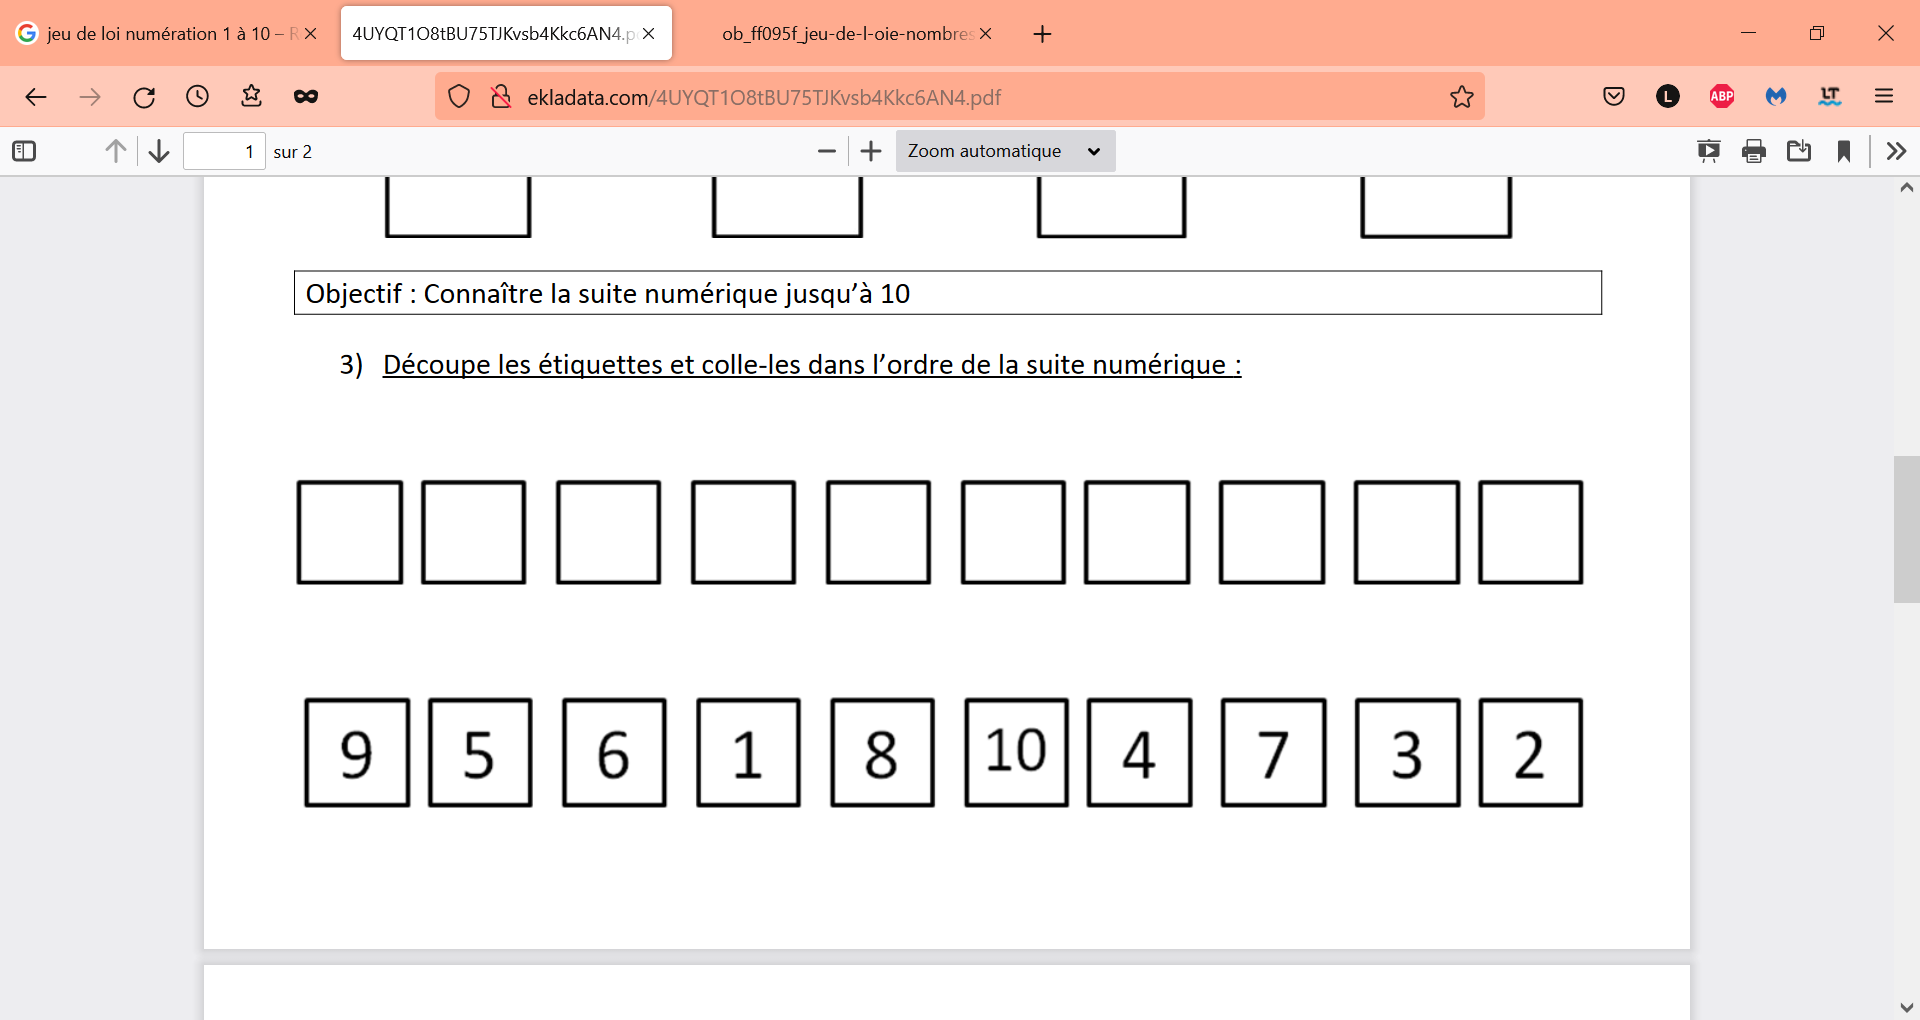 jeu de loi numération 1 à 10 – R
4UYQT1O8tBU75TJKvsb4Kkc6AN4.p
ob_ff095f_jeu-de-l-oie-nombres
ekladata.com/4UYQT1O8tBU75TJKvsb4Kkc6AN4.pdf
L
ABP
LT
1 sur 2
Zoom automatique
Objectif : Connaître la suite numérique jusqu’à 10
3) Découpe les étiquettes et colle-les dans l’ordre de la suite numérique :
9 5 6 1 8 10 4 7 3 2